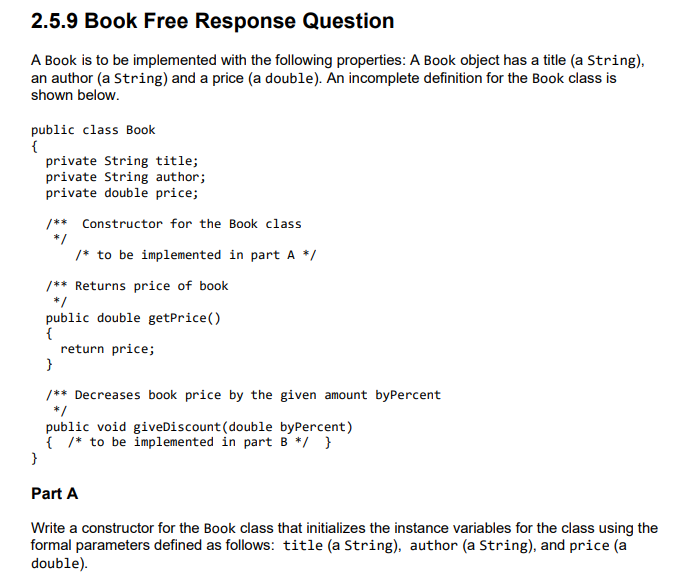 2.5.9 Book Free Response Question
A Book is to be implemented with the following properties: A Book object has a title (a String),
an author (a String) and a price (a double). An incomplete definition for the Book class is
shown below.
public class Book
{
private String title;
private String author;
private double price;
/** Constructor for the Book class
*/
/* to be implemented in part A */
/** Returns price of book
*/
public double getPrice()
{
return price;
}
/** Decreases book price by the given amount byPercent
*/
public void giveDiscount(double byPercent)
{ /* to be implemented in part B */ }
}
Part A
Write a constructor for the Book class that initializes the instance variables for the class using the
formal parameters defined as follows: title (a String), author (a String), and price (a
double).